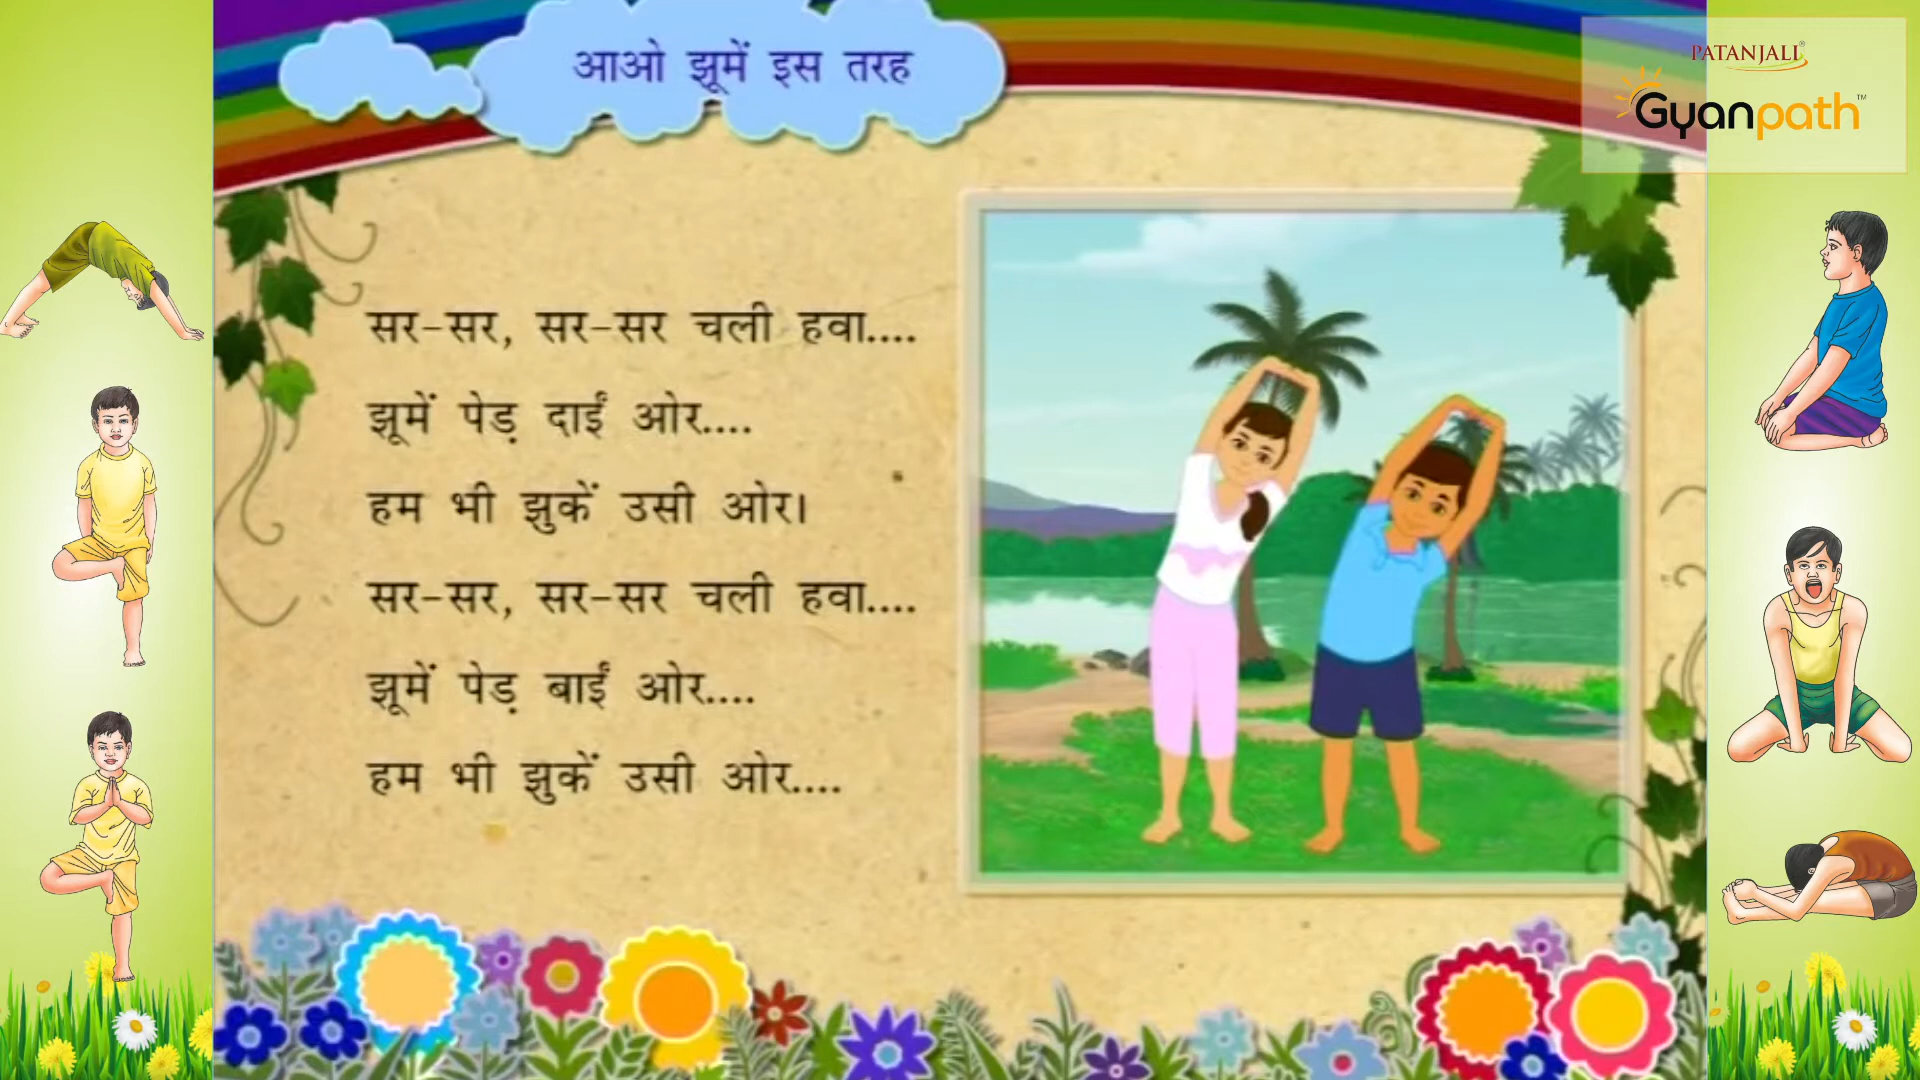 आओ झूमें इस तरह
PATANJALI®
Gyanpath™
सर-सर, सर-सर चली हवा....
झूमें पेड़ दाईं ओर....
हम भी झुकें उसी ओर।
सर-सर, सर-सर चली हवा....
झूमें पेड़ बाईं ओर....
हम भी झुकें उसी ओर....